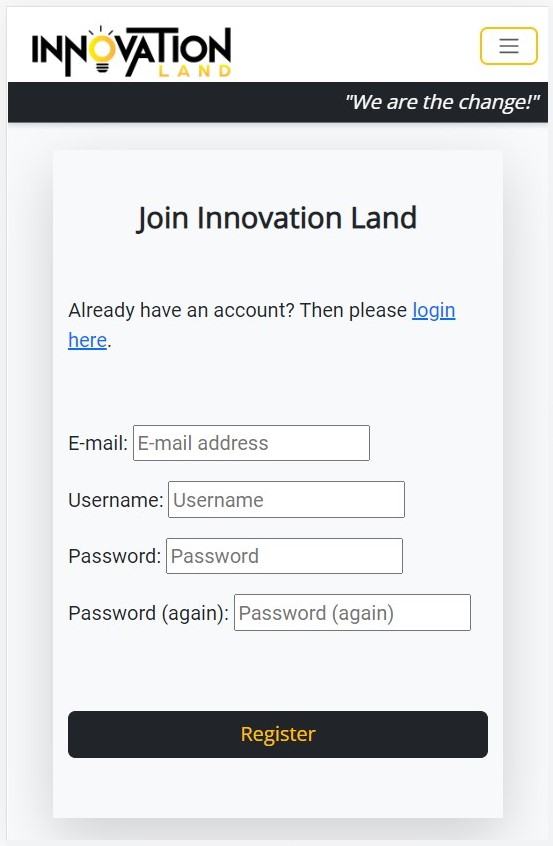 INNOVATION
LAND
"We are the change!"
Join Innovation Land
Already have an account? Then please login
here.
E-mail: E-mail address
Username: Username
Password: Password
Password (again): Password (again)
Register